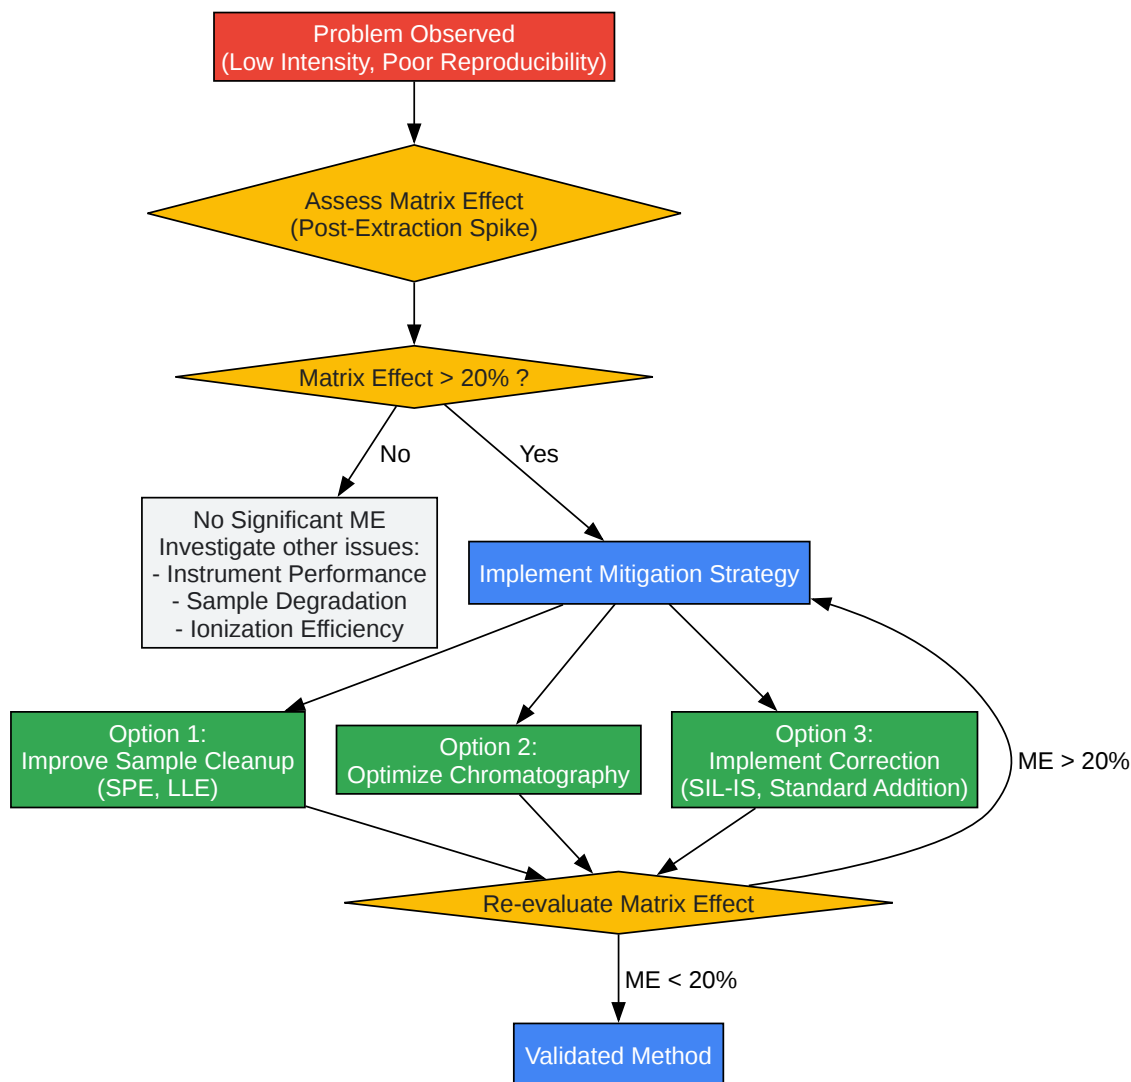 Problem Observed
(Low Intensity, Poor Reproducibility)
Assess Matrix Effect
(Post-Extraction Spike)
Matrix Effect > 20% ?
No
Yes
No Significant ME
Investigate other issues:
- Instrument Performance
- Sample Degradation
- Ionization Efficiency
Implement Mitigation Strategy
Option 1:
Improve Sample Cleanup
(SPE, LLE)
Option 2:
Optimize Chromatography
Option 3:
Implement Correction
(SIL-IS, Standard Addition)
ME > 20%
Re-evaluate Matrix Effect
ME < 20%
Validated Method